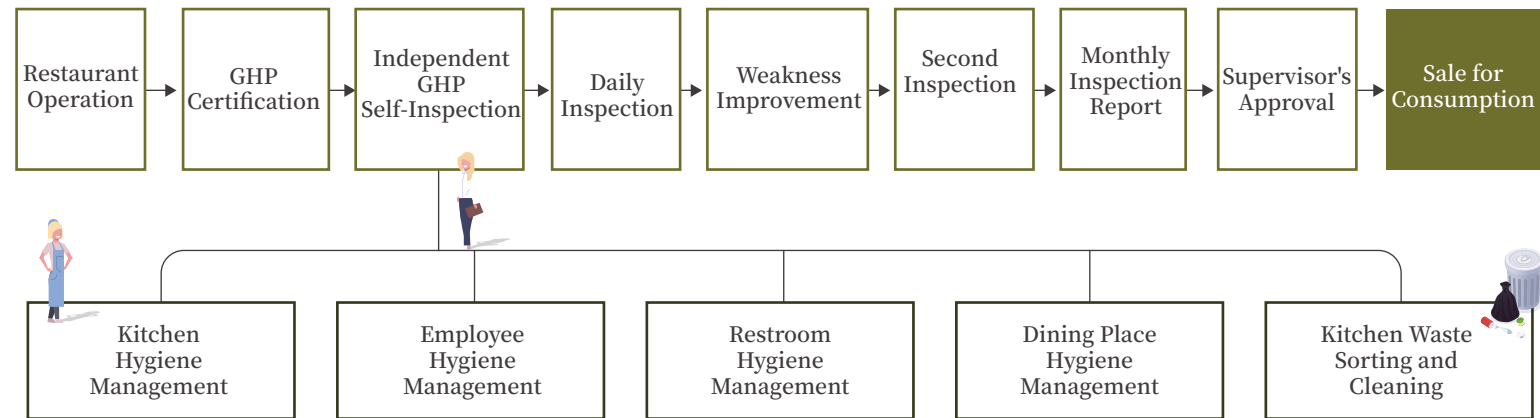 Restaurant
Operation
GHP
Certification
Independent
GHP
Self-Inspection
Daily
Inspection
Weakness
Improvement
Second
Inspection
Monthly
Inspection
Report
Supervisor's
Approval
Sale for
Consumption
Kitchen
Hygiene
Management
Employee
Hygiene
Management
Restroom
Hygiene
Management
Dining Place
Hygiene
Management
Kitchen Waste
Sorting and
Cleaning